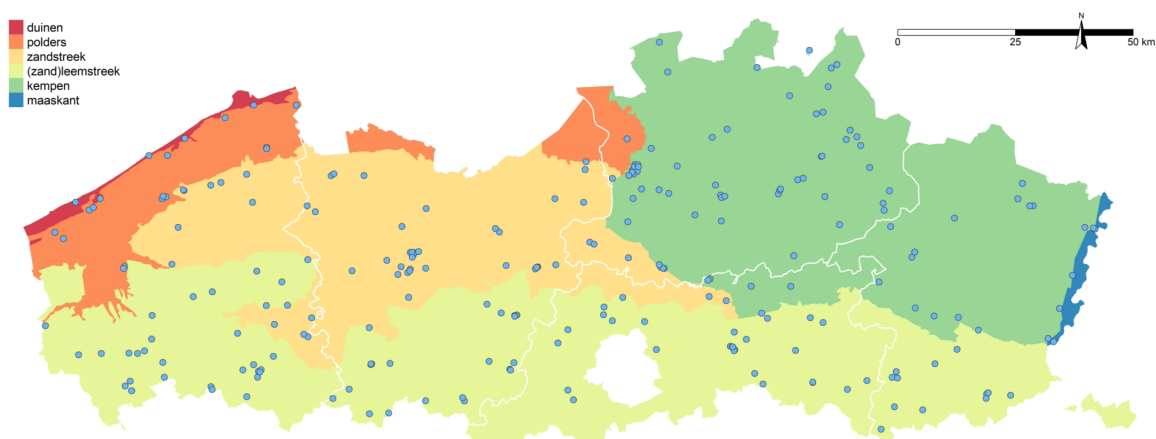 duinen
polders
zandstreek
(zand)leemstreek
kempen
maaskant
N
0 25 50 km